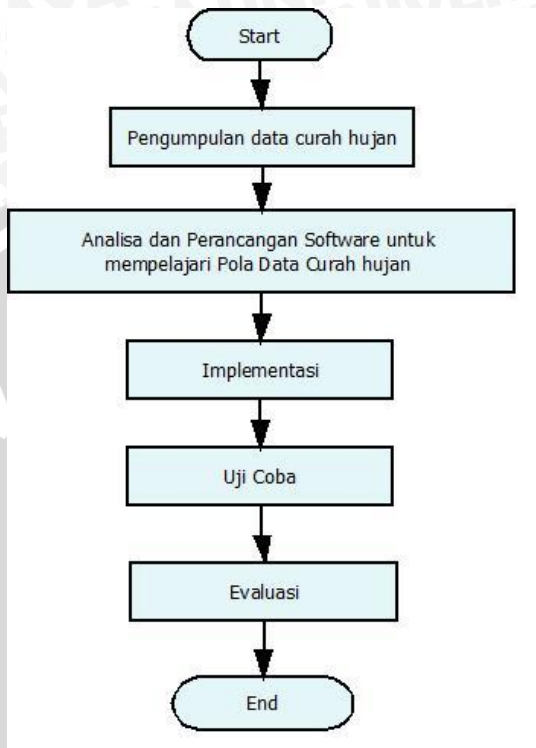 Start
Pengumpulan data curah hujan
Analisa dan Perancangan Software untuk
mempelajari Pola Data Curah hujan
Implementasi
Uji Coba
Evaluasi
End